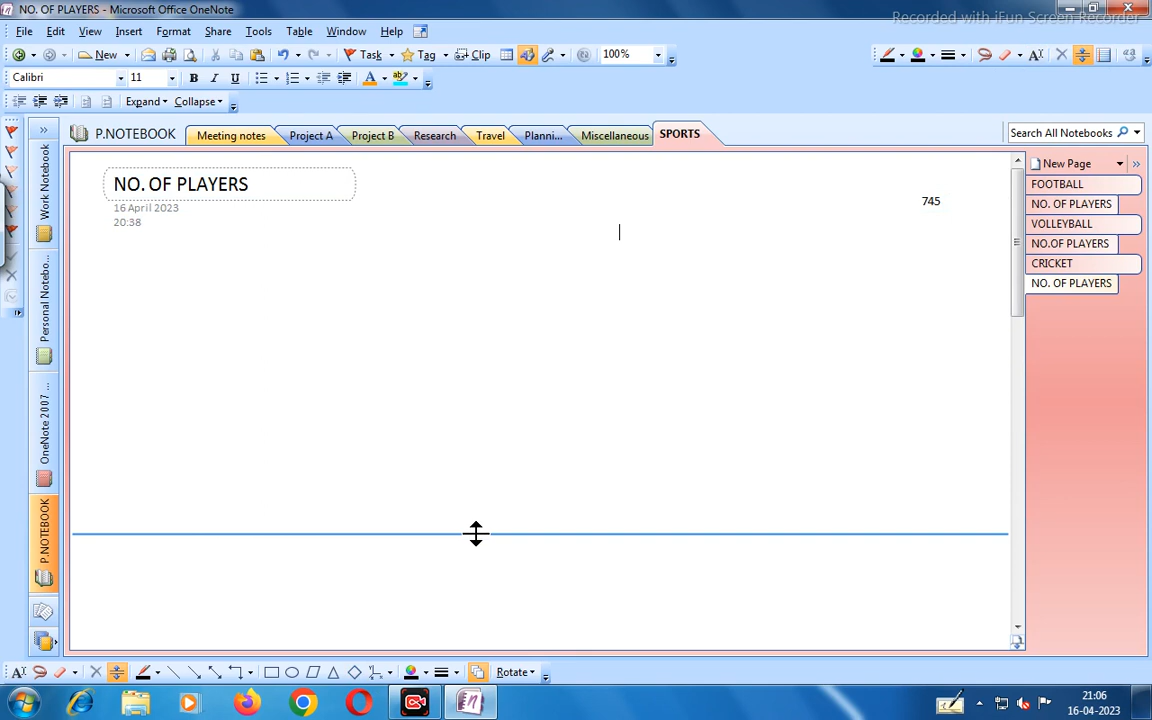 NO. OF PLAYERS - Microsoft Office OneNote
Recorded with iFun Screen Recorder
File Edit View Insert Format Share Tools Table Window Help
New Task Tag Clip 100%
Calibri 11 B I U A ab
Expand Collapse
P.NOTEBOOK Meeting notes Project A Project B Research Travel Planni... Miscellaneous SPORTS Search All Notebooks
New Page
NO. OF PLAYERS
16 April 2023
20:38
745
FOOTBALL
NO. OF PLAYERS
VOLLEYBALL
NO.OF PLAYERS
CRICKET
NO. OF PLAYERS
Work Notebook
Personal Notebo...
OneNote 2007 ...
P.NOTEBOOK
Rotate
21:06
16-04-2023